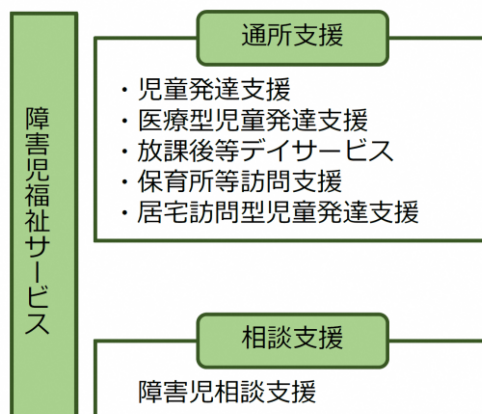 障害児福祉サービス
通所支援
・児童発達支援
・医療型児童発達支援
・放課後等デイサービス
・保育所等訪問支援
・居宅訪問型児童発達支援
相談支援
障害児相談支援